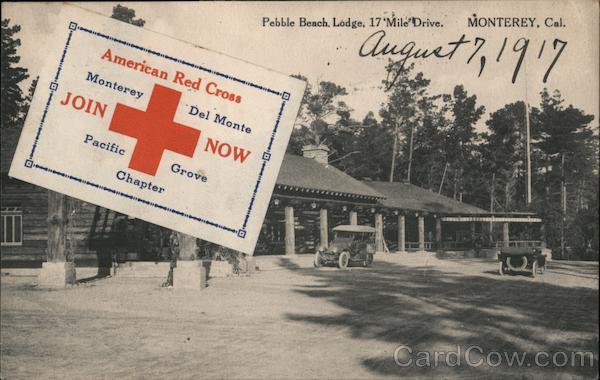 Pebble Beach Lodge, 17 Mile Drive. MONTEREY, Cal.
August 7, 1917
American Red Cross
Monterey
Del Monte
JOIN NOW
Pacific
Grove
Chapter
CardCow.com